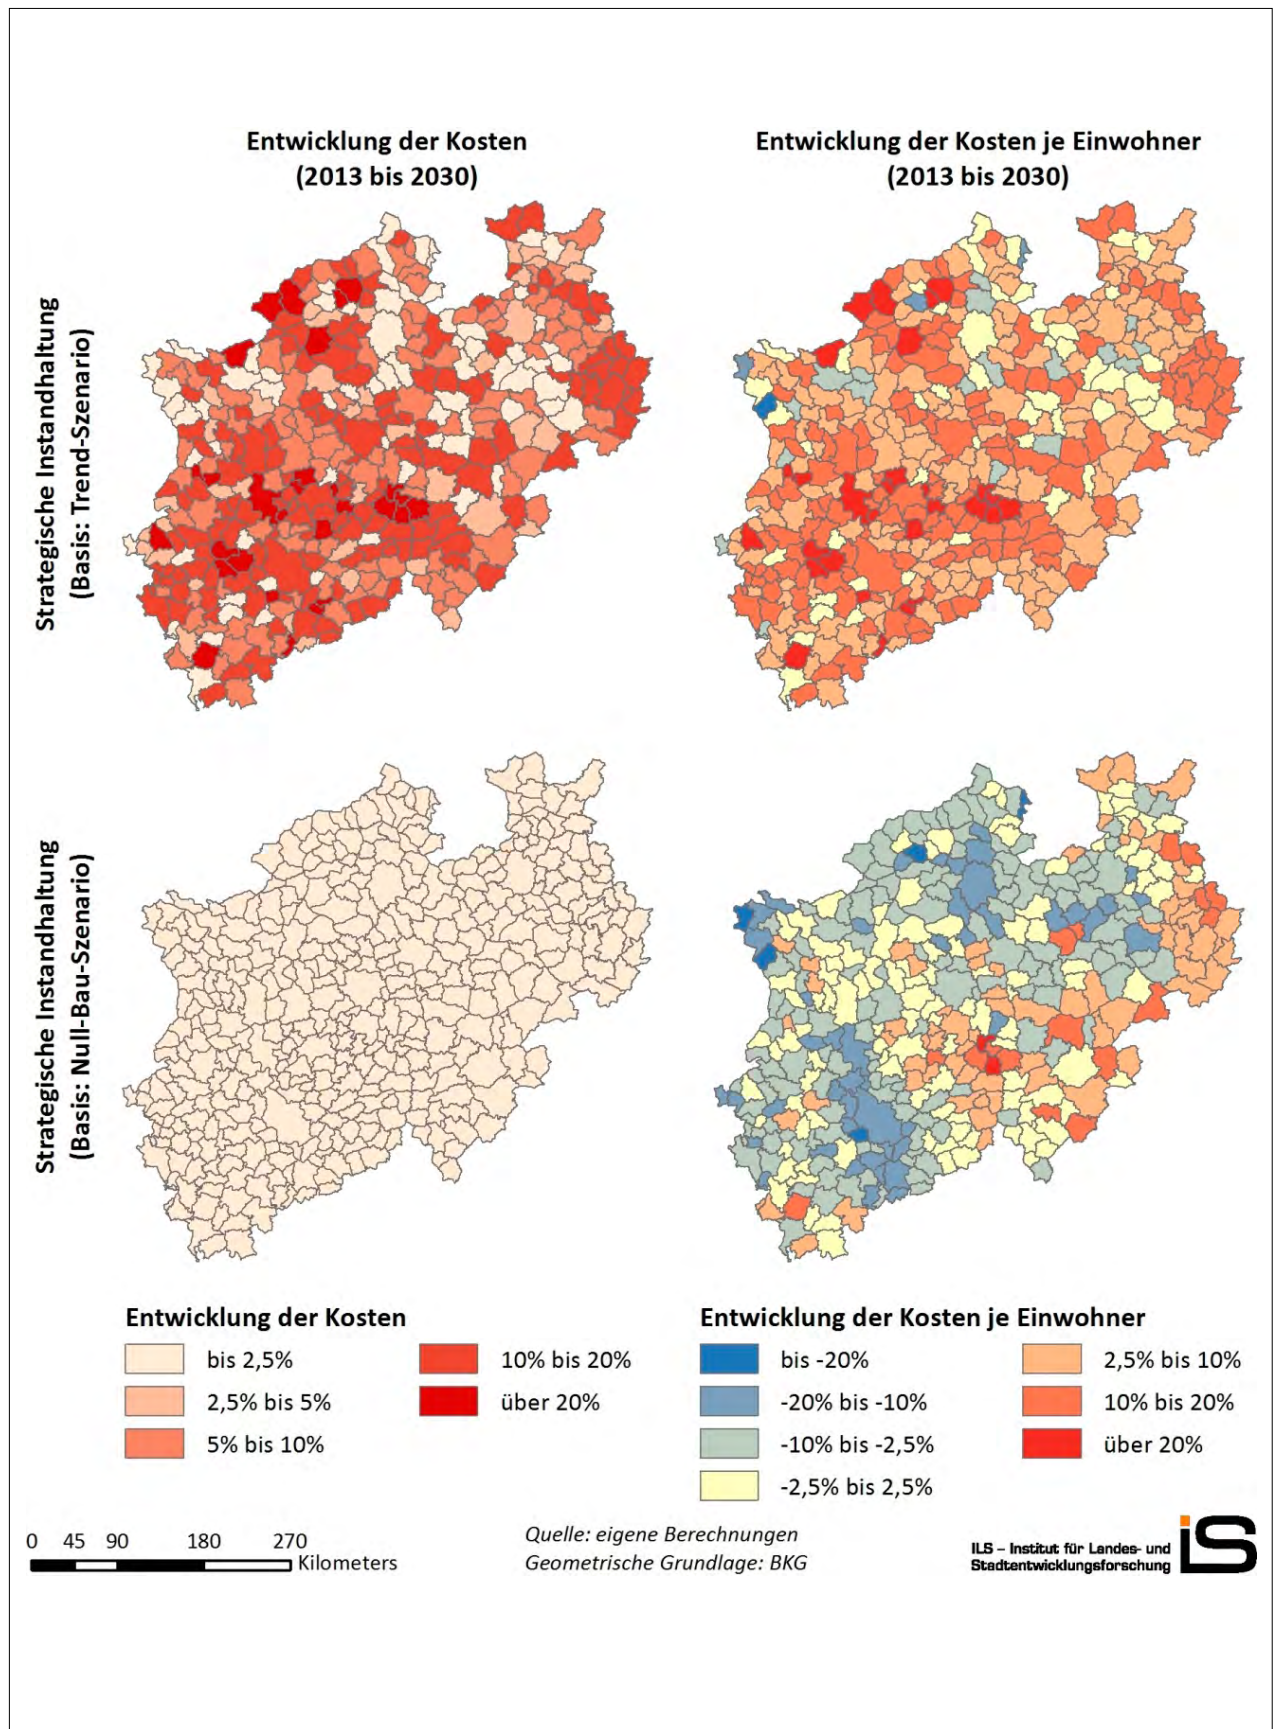 Entwicklung der Kosten
(2013 bis 2030)
Entwicklung der Kosten je Einwohner
(2013 bis 2030)
Strategische Instandhaltung
(Basis: Trend-Szenario)
Strategische Instandhaltung
(Basis: Null-Bau-Szenario)
Entwicklung der Kosten
bis 2,5%
2,5% bis 5%
5% bis 10%
10% bis 20%
über 20%
Entwicklung der Kosten je Einwohner
bis -20%
-20% bis -10%
-10% bis -2,5%
-2,5% bis 2,5%
2,5% bis 10%
10% bis 20%
über 20%
0 45 90 180 270
Kilometers
Quelle: eigene Berechnungen
Geometrische Grundlage: BKG
ILS – Institut für Landes- und
Stadtentwicklungsforschung
iLS